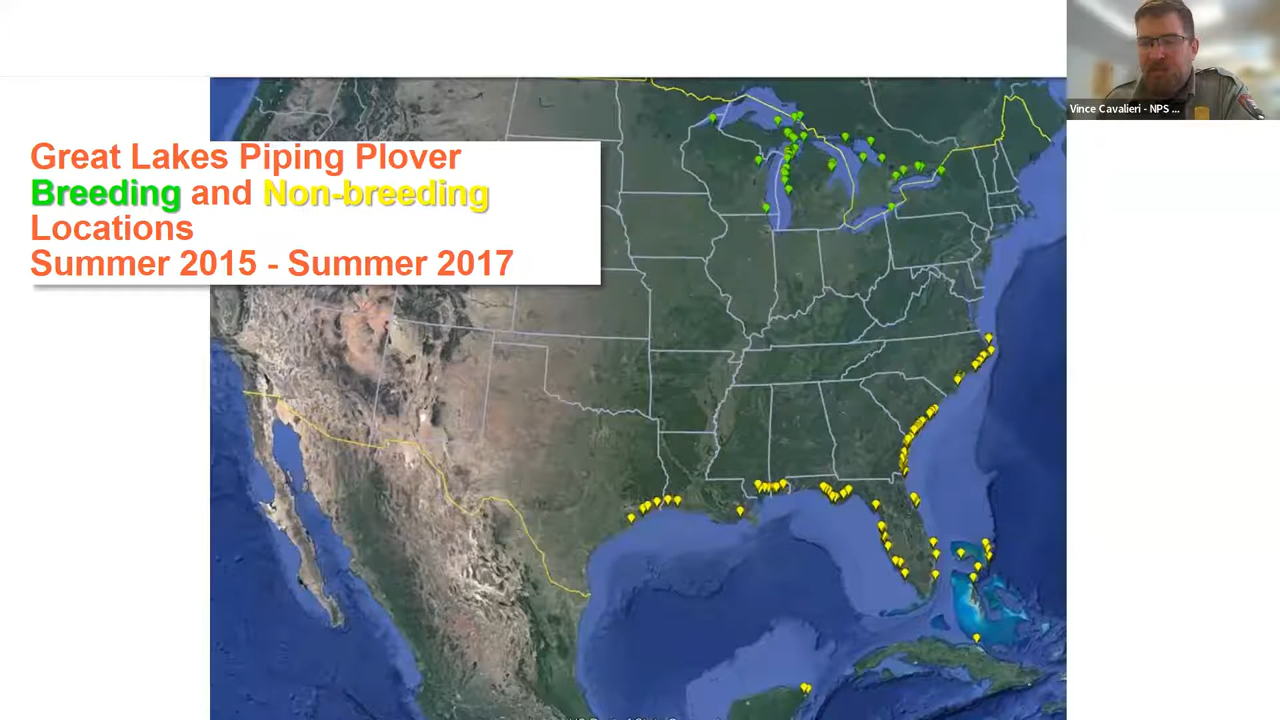 Vince Cavalieri - NPS ...
Great Lakes Piping Plover
Breeding and Non-breeding
Locations
Summer 2015 - Summer 2017